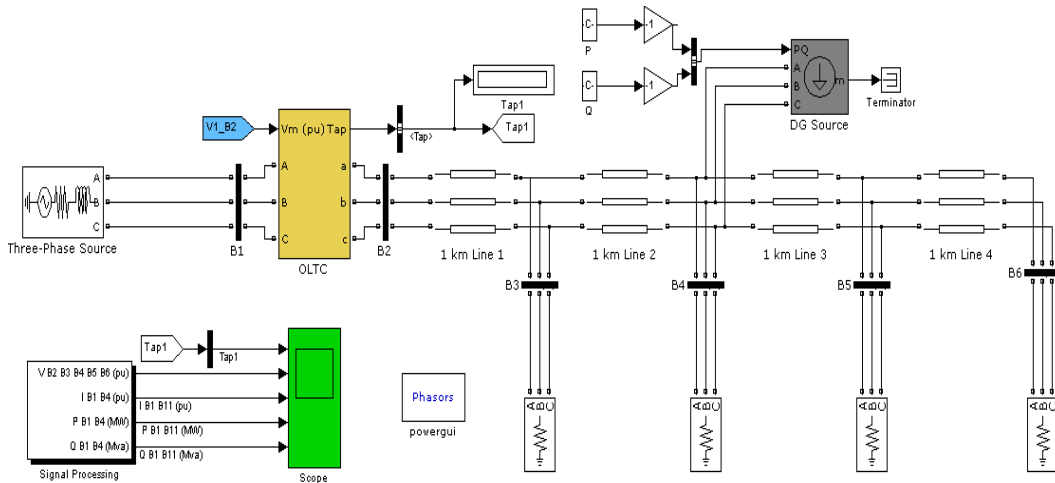 -C-
P
-1
-C-
Q
-1
PQ
A
B
C
m
DG Source
Terminator
Tap1
Tap1
<Tap>
V1_B2
Vm (pu) Tap
A
B
C
a
b
c
OLTC
A
B
C
Three-Phase Source
B1
B2
1 km Line 1
1 km Line 2
1 km Line 3
1 km Line 4
B3
B4
B5
B6
Tap1
Tap1
V B2 B3 B4 B5 B6 (pu)
I B1 B4 (pu)
P B1 B4 (MW)
Q B1 B4 (Mva)
I B1 B11 (pu)
P B1 B11 (MW)
Q B1 B11 (Mva)
Signal Processing
Scope
Phasors
powergui
A B C
A B C
A B C
A B C